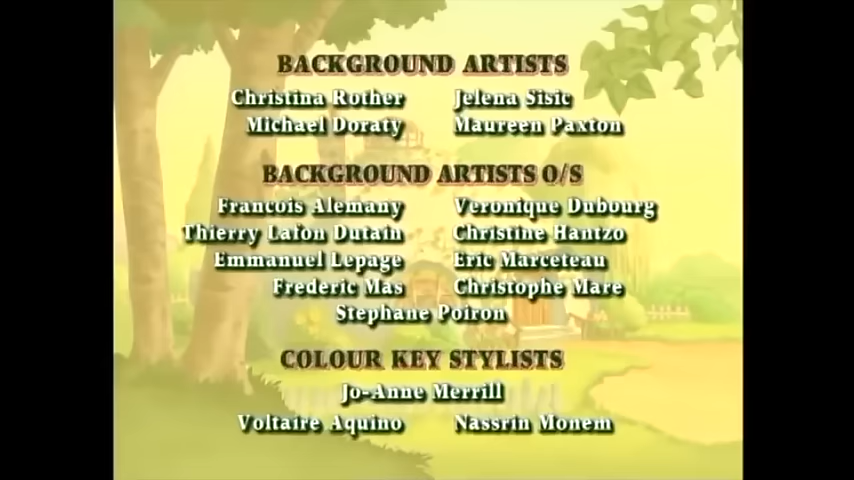 BACKGROUND ARTISTS
Christina Rother Jelena Sisic
Michael Doraty Maureen Paxton
BACKGROUND ARTISTS O/S
Francois Alemany Veronique Dubourg
Thierry Lafon Dutain Christine Hantzo
Emmanuel Lepage Eric Marceteau
Frederic Mas Christophe Mare
Stephane Poiron
COLOUR KEY STYLISTS
Jo-Anne Merrill
Voltaire Aquino Nassrin Monem